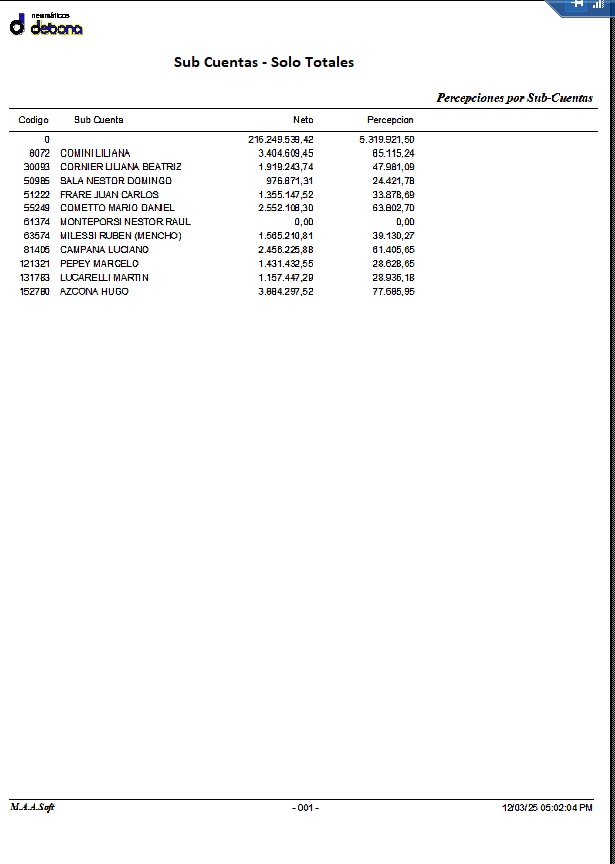 neumáticos
debona
Sub Cuentas - Solo Totales
Percepciones por Sub-Cuentas
Codigo Sub Cuenta Neto Percepcion
0 216.249.539,42 5.319.921,50
8072 COMINI LILIANA 3.404.609,45 85.115,24
30093 CORNIER LILIANA BEATRIZ 1.919.243,74 47.981,09
50985 SALA NESTOR DOMINGO 976.871,31 24.421,78
51222 FRARE JUAN CARLOS 1.355.147,52 33.878,69
55249 COMETTO MARIO DANIEL 2.552.108,30 63.802,70
61374 MONTEPORSI NESTOR RAUL 0,00 0,00
63574 MILESSI RUBEN (MENCHO) 1.565.210,81 39.130,27
81405 CAMPANA LUCIANO 2.456.225,88 61.405,65
121321 PEPEY MARCELO 1.431.432,55 28.628,65
131783 LUCARELLI MARTIN 1.157.447,29 28.936,18
152780 AZCONA HUGO 3.884.297,52 77.685,95
M.A.A.Soft - 001 - 12/03/25 05:02:04 PM